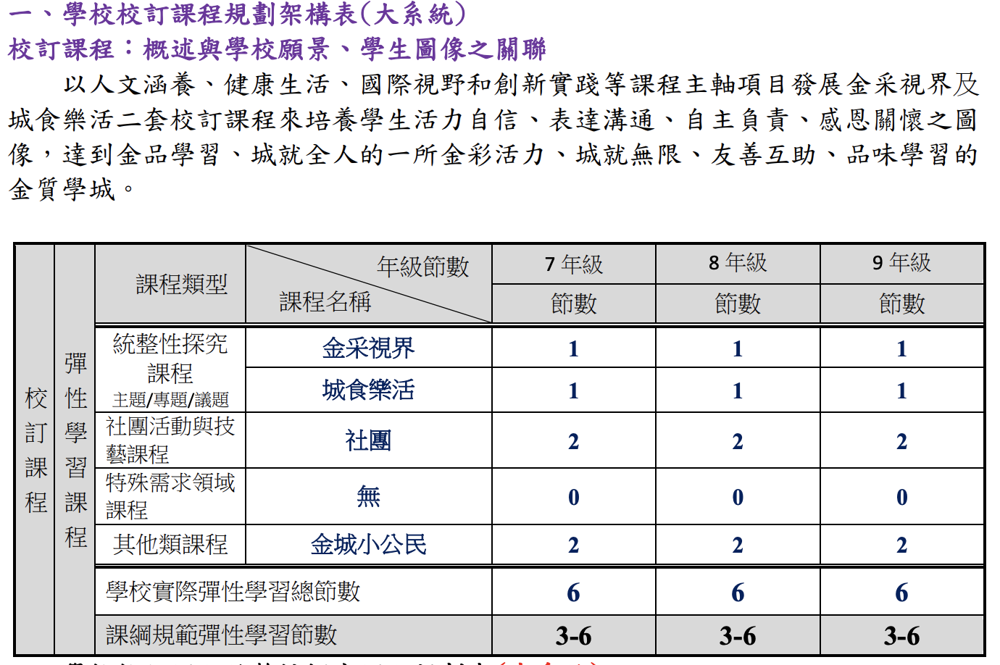 一、學校校訂課程規劃架構表(大系統)
校訂課程：概述與學校願景、學生圖像之關聯
以人文涵養、健康生活、國際視野和創新實踐等課程主軸項目發展金采視界及
城食樂活二套校訂課程來培養學生活力自信、表達溝通、自主負責、感恩關懷之圖
像，達到金品學習、城就全人的一所金彩活力、城就無限、友善互助、品味學習的
金質學城。
校訂課程
彈性學習課程
課程類型
年級節數
課程名稱
7 年級 8 年級 9 年級
節數 節數 節數
統整性探究
課程
主題/專題/議題
金采視界 1 1 1
城食樂活 1 1 1
社團活動與技
藝課程
社團 2 2 2
特殊需求領域
課程
無 0 0 0
其他類課程 金城小公民 2 2 2
學校實際彈性學習總節數 6 6 6
課綱規範彈性學習節數 3-6 3-6 3-6